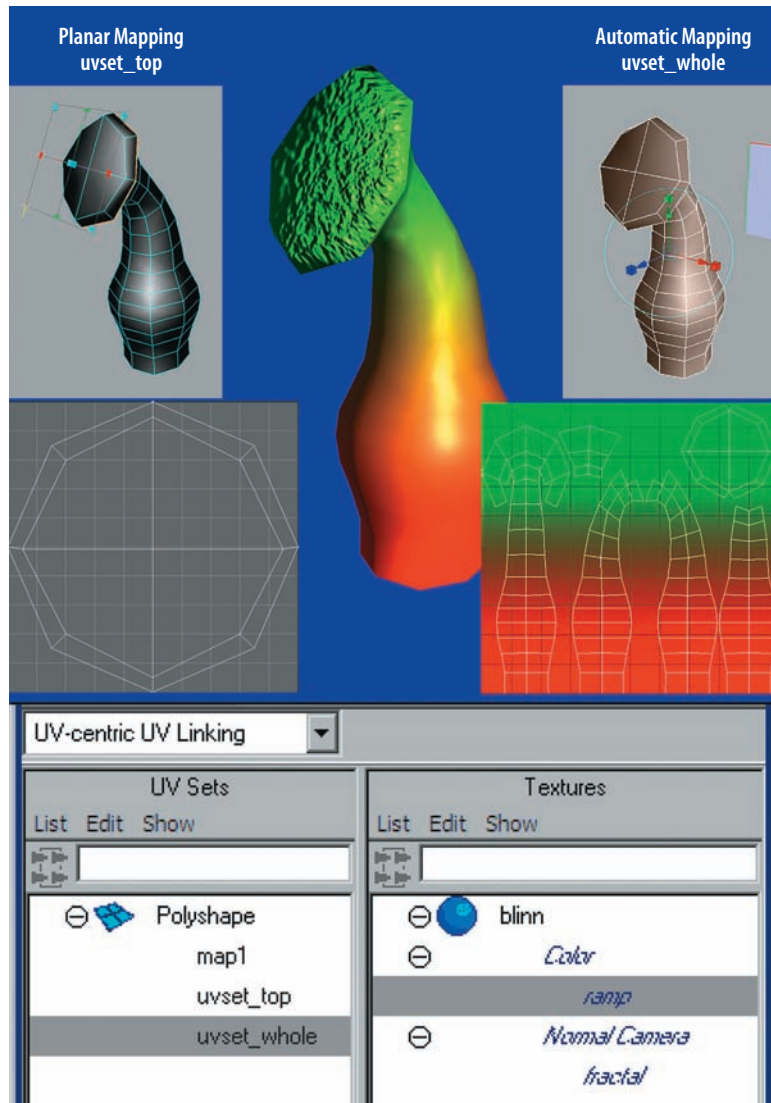 Planar Mapping
uvset_top
Automatic Mapping
uvset_whole
UV-centric UV Linking
UV Sets
Textures
List Edit Show
List Edit Show
Polyshape
blinn
map1
Color
uvset_top
ramp
uvset_whole
Normal Camera
fractal